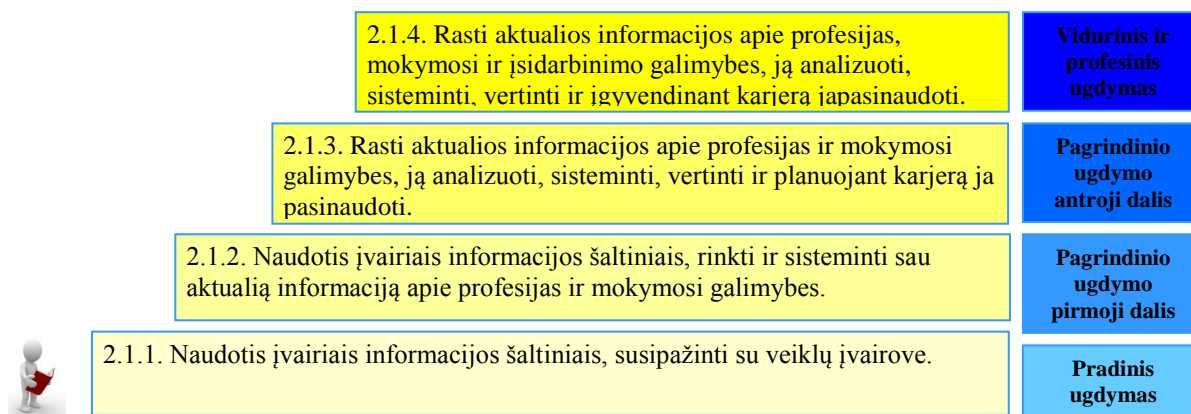 2.1.4. Rasti aktualios informacijos apie profesijas,
mokymosi ir įsidarbinimo galimybes, ją analizuoti,
sisteminti, vertinti ir įgyvendinant karjerą japasinaudoti.
Vidurinis ir
profesinis
ugdymas
2.1.3. Rasti aktualios informacijos apie profesijas ir mokymosi
galimybes, ją analizuoti, sisteminti, vertinti ir planuojant karjerą ja
pasinaudoti.
Pagrindinio
ugdymo
antroji dalis
2.1.2. Naudotis įvairiais informacijos šaltiniais, rinkti ir sisteminti sau
aktualią informaciją apie profesijas ir mokymosi galimybes.
Pagrindinio
ugdymo
pirmoji dalis
2.1.1. Naudotis įvairiais informacijos šaltiniais, susipažinti su veiklų įvairove.
Pradinis
ugdymas